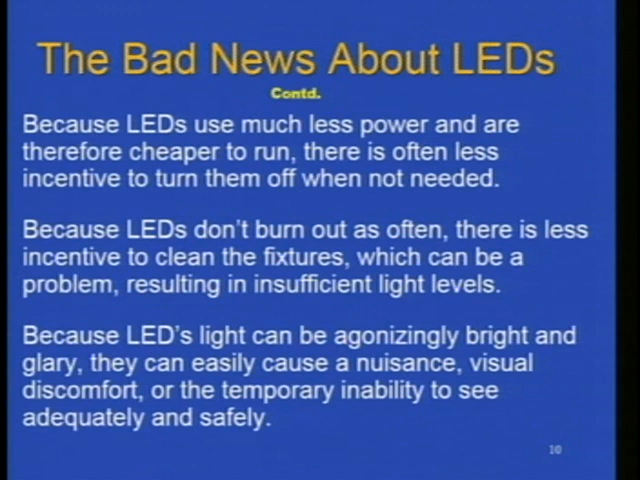 The Bad News About LEDs
Contd.
Because LEDs use much less power and are
therefore cheaper to run, there is often less
incentive to turn them off when not needed.
Because LEDs don't burn out as often, there is less
incentive to clean the fixtures, which can be a
problem, resulting in insufficient light levels.
Because LED's light can be agonizingly bright and
glary, they can easily cause a nuisance, visual
discomfort, or the temporary inability to see
adequately and safely.
10